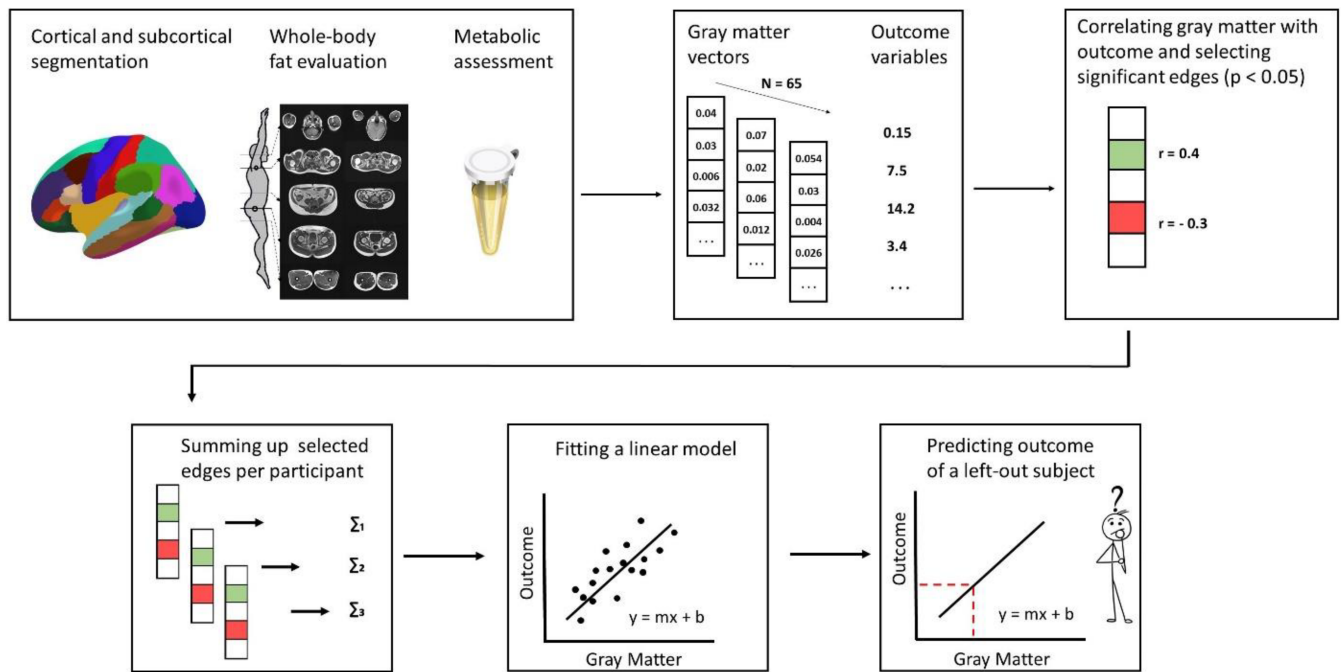 Cortical and subcortical
segmentation
Whole-body
fat evaluation
Metabolic
assessment
Gray matter
vectors
Outcome
variables
N = 65
0.04
0.03
0.006
0.032
...
0.07
0.02
0.06
0.012
...
0.054
0.03
0.004
0.026
...
0.15
7.5
14.2
3.4
...
Correlating gray matter with
outcome and selecting
significant edges (p < 0.05)
r = 0.4
r = - 0.3
Summing up selected
edges per participant
Σ₁
Σ₂
Σ₃
Fitting a linear model
Outcome
y = mx + b
Gray Matter
Predicting outcome
of a left-out subject
?
Outcome
y = mx + b
Gray Matter